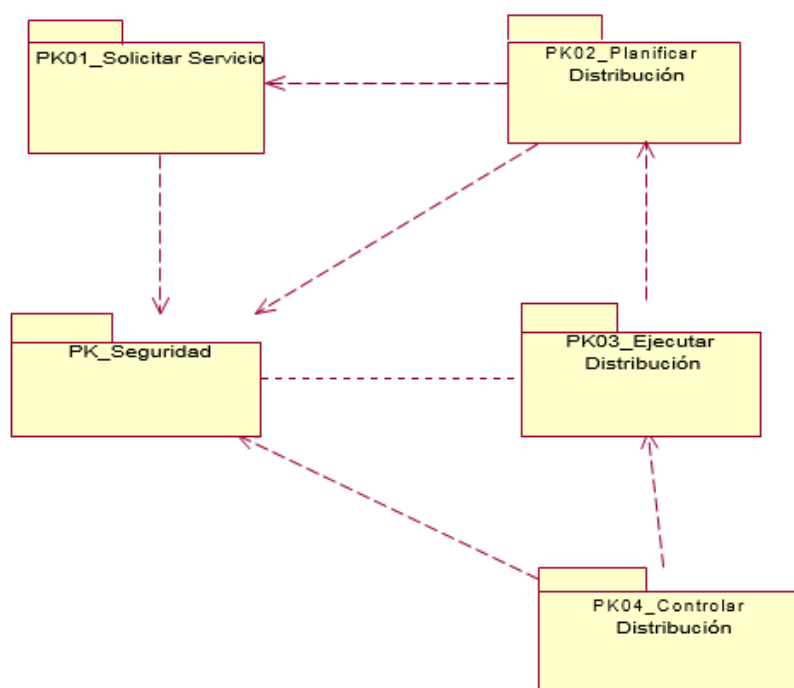 PK01_Solicitar Servicio
PK02_Planificar
Distribución
PK_Seguridad
PK03_Ejecutar
Distribución
PK04_Controlar
Distribución